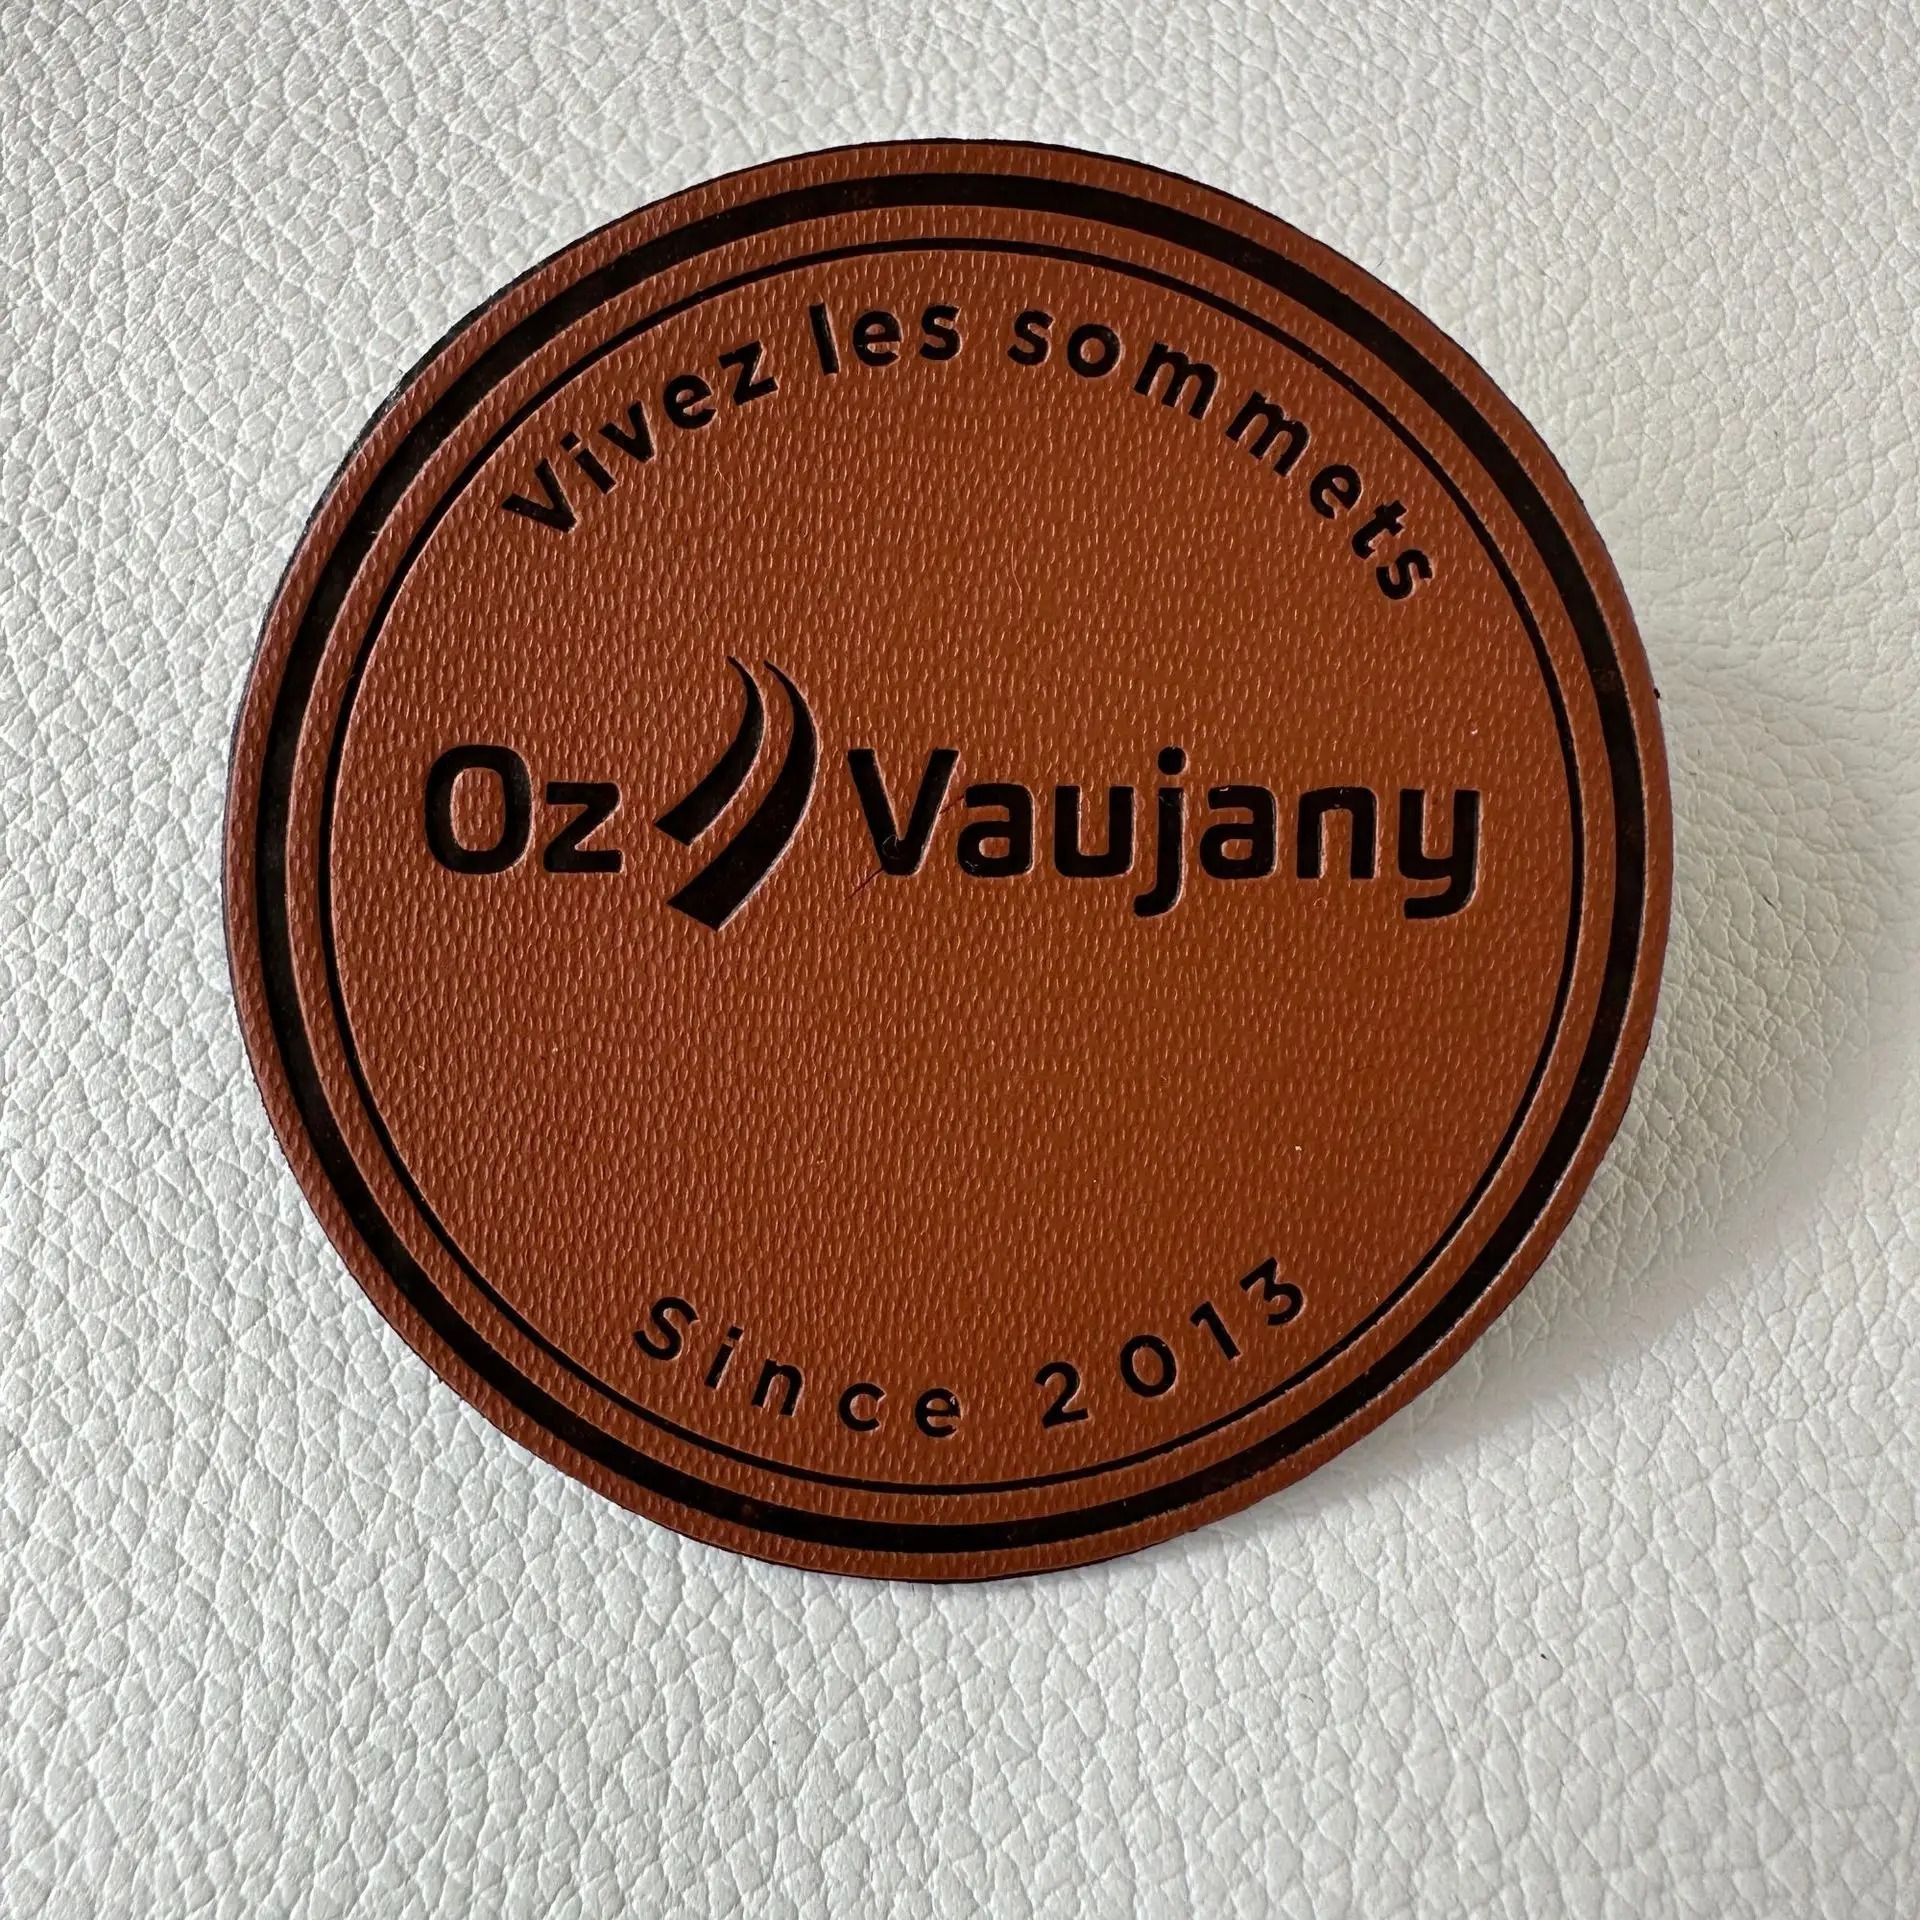 Vivez les sommets
Oz Vaujany
Since 2013